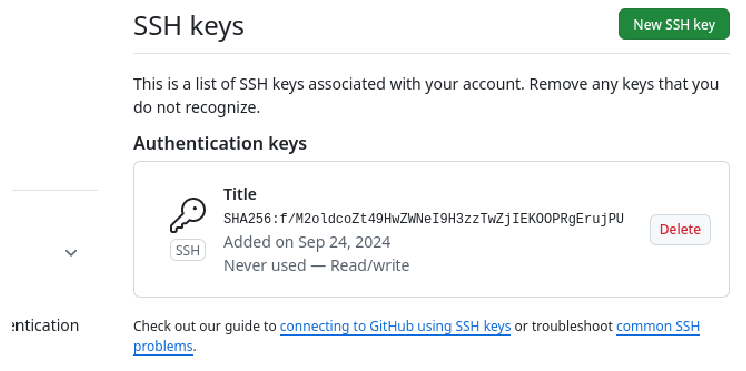 SSH keys
New SSH key
This is a list of SSH keys associated with your account. Remove any keys that you
do not recognize.
Authentication keys
Title
SHA256:f/M2oldcoZt49HwZWNeI9H3zzTwZjIEKOOPRgErujPU
SSH
Added on Sep 24, 2024
Never used — Read/write
Delete
entication
Check out our guide to connecting to GitHub using SSH keys or troubleshoot common SSH
problems.